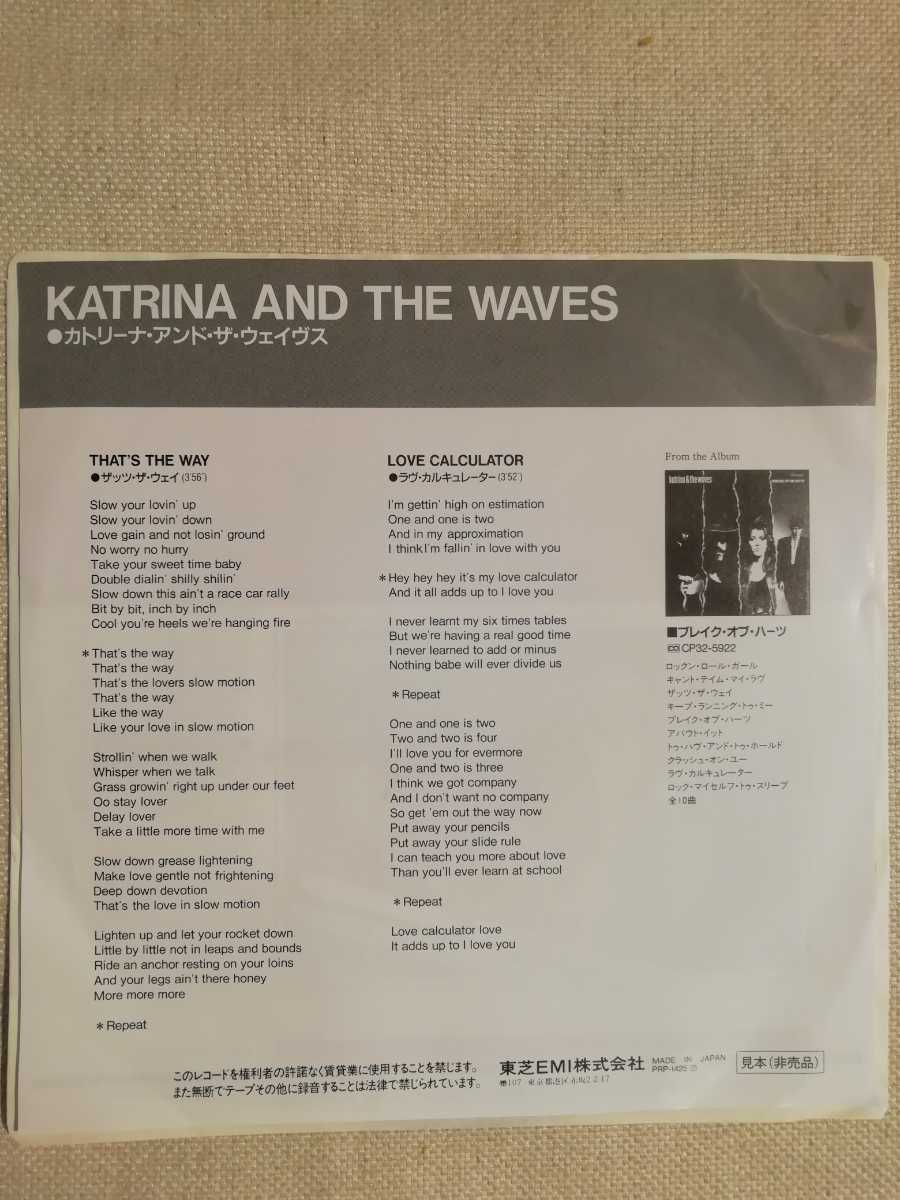 KATRINA AND THE WAVES
●カトリーナ・アンド・ザ・ウェイヴス
THAT'S THE WAY
●ザッツ・ザ・ウェイ(3'56")
Slow your lovin' up
Slow your lovin' down
Love gain and not losin' ground
No worry no hurry
Take your sweet time baby
Double dialin' shilly shilin'
Slow down this ain't a race car rally
Bit by bit, inch by inch
Cool you're heels we're hanging fire
*That's the way
That's the way
That's the lovers slow motion
That's the way
Like the way
Like your love in slow motion
Strollin' when we walk
Whisper when we talk
Grass growin' right up under our feet
Oo stay lover
Delay lover
Take a little more time with me
Slow down grease lightening
Make love gentle not frightening
Deep down devotion
That's the love in slow motion
Lighten up and let your rocket down
Little by little not in leaps and bounds
Ride an anchor resting on your loins
And your legs ain't there honey
More more more
*Repeat
LOVE CALCULATOR
●ラヴ・カルキュレーター(3'52")
I'm gettin' high on estimation
One and one is two
And in my approximation
I think I'm fallin' in love with you
*Hey hey hey it's my love calculator
And it all adds up to I love you
I never learnt my six times tables
But we're having a real good time
I never learned to add or minus
Nothing babe will ever divide us
*Repeat
One and one is two
Two and two is four
I'll love you for evermore
One and two is three
I think we got company
And I don't want no company
So get 'em out the way now
Put away your pencils
Put away your slide rule
I can teach you more about love
Than you'll ever learn at school
*Repeat
Love calculator love
It adds up to I love you
From the Album
katrina & the waves
■ブレイク・オブ・ハーツ
CD CP32-5922
ロックン・ロール・ガール
キャント・テイム・マイ・ラヴ
ザッツ・ザ・ウェイ
キープ・ランニング・トゥ・ミー
ブレイク・オブ・ハーツ
アバウト・イット
トゥ・ハヴ・アンド・トゥ・ホールド
クラッシュ・オン・ユー
ラヴ・カルキュレーター
ロック・マイセルフ・トゥ・スリープ
全10曲
このレコードを権利者の許諾なく賃貸業に使用することを禁じます。
また無断でテープその他に録音することは法律で禁じられています。
東芝EMI株式会社
〠107 東京都港区赤坂2-2-17
MADE IN JAPAN
PRP-1425
見本(非売品)